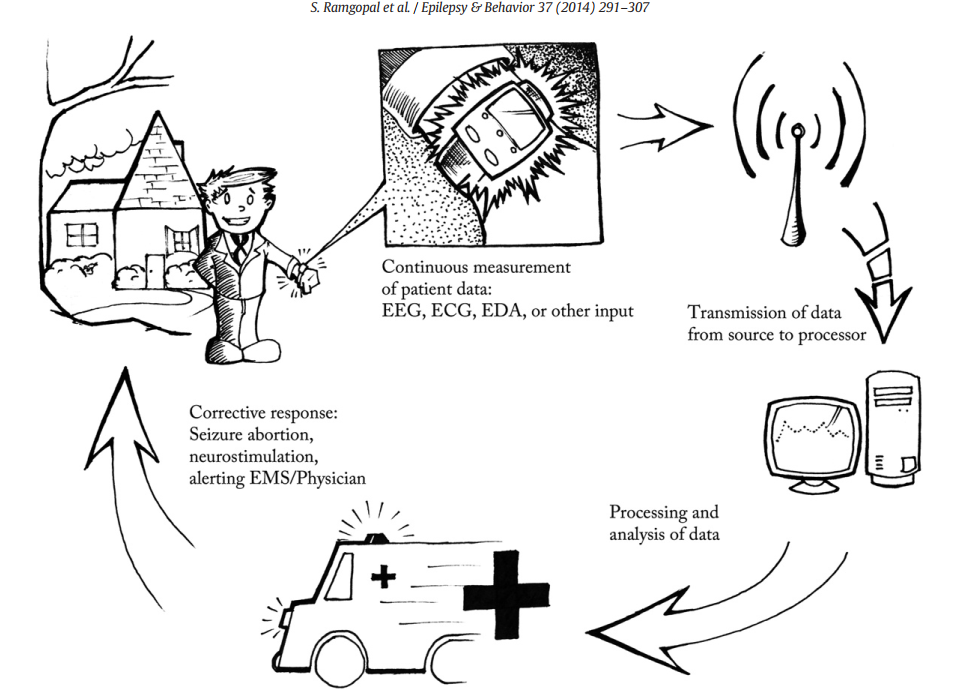 S. Ramgopal et al. / Epilepsy & Behavior 37 (2014) 291–307
Continuous measurement
of patient data:
EEG, ECG, EDA, or other input
Transmission of data
from source to processor
Processing and
analysis of data
Corrective response:
Seizure abortion,
neurostimulation,
alerting EMS/Physician